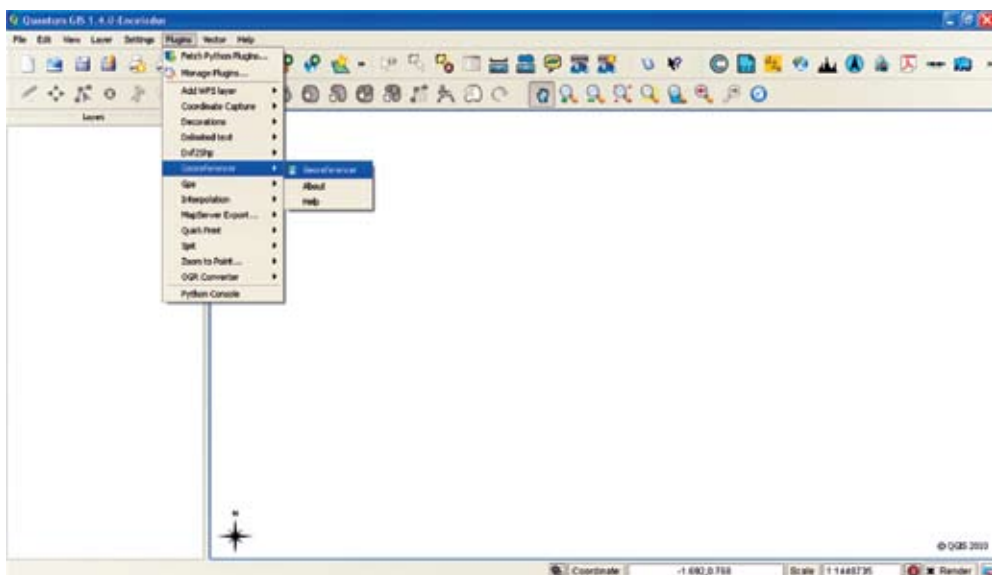 Quantum GIS 1.4.0-Enceladus
File Edit View Layer Settings Plugins Vector Help
Fetch Python Plugins...
Manage Plugins...
Layers
Add WFS layer
Coordinate Capture
Decorations
Delimited text
Dxf2Shp
Georeferencer
Georeferencer
Gps
About
Interpolation
Help
MapServer Export...
Quick Print
Spit
Zoom to Point...
OGR Converter
Python Console
N
© QGIS 2010
Coordinate
Scale
Render